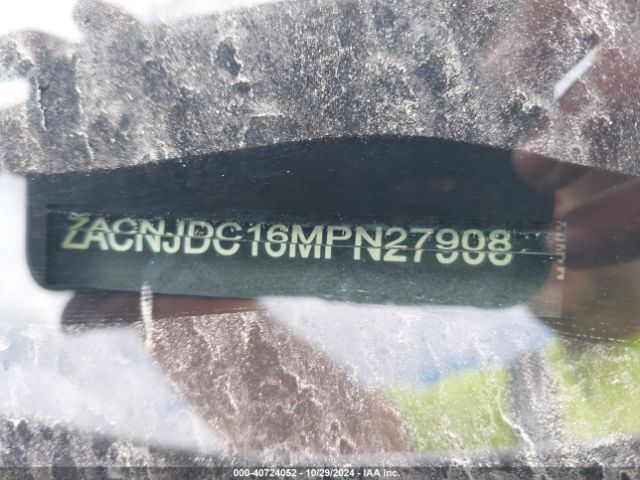 ZACNJDC16MPN27908
000-40724052 - 10/29/2024 - IAA Inc.